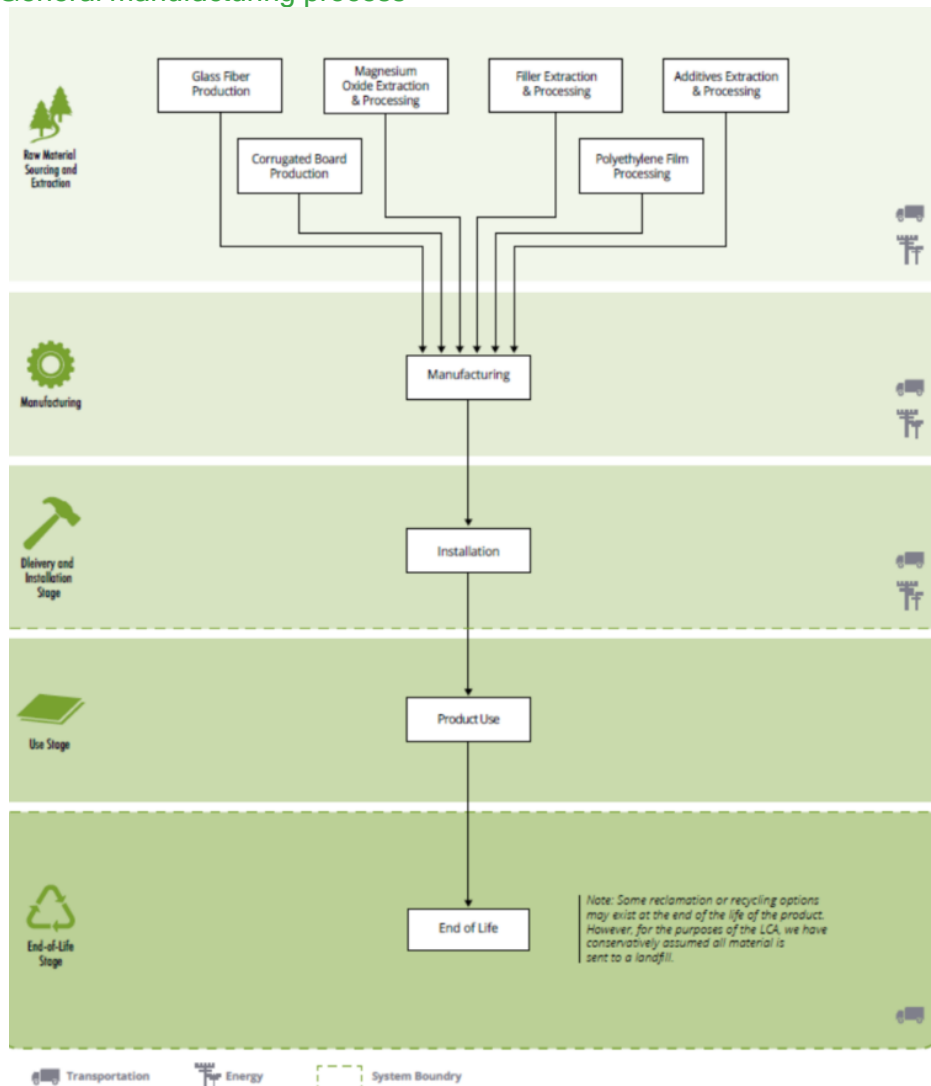 General manufacturing process
Glass Fiber
Production
Magnesium
Oxide Extraction
& Processing
Filler Extraction
& Processing
Additives Extraction
& Processing
Corrugated Board
Production
Polyethylene Film
Processing
Raw Material
Sourcing and
Extraction
Manufacturing
Manufacturing
Dleivery and
Installation
Stage
Installation
Use Stage
Product Use
End-of-Life
Stage
End of Life
Note: Some reclamation or recycling options
may exist at the end of the life of the product.
However, for the purposes of the LCA, we have
conservatively assumed all material is
sent to a landfill.
Transportation
Energy
System Boundry